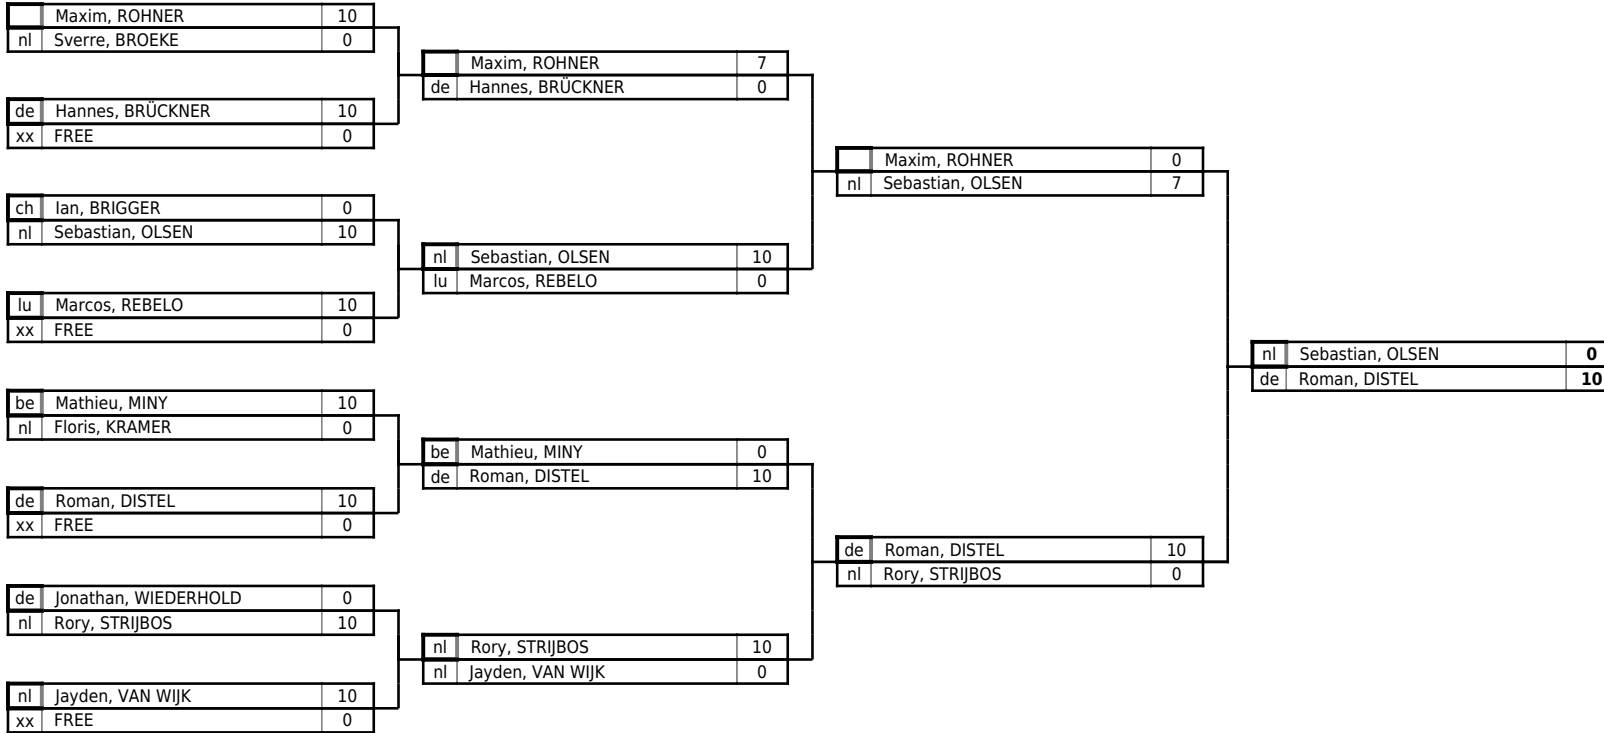 Maxim, ROHNER 10
nl Sverre, BROEKE 0
de Hannes, BRÜCKNER 10
xx FREE 0
ch Ian, BRIGGER 0
nl Sebastian, OLSEN 10
lu Marcos, REBELO 10
xx FREE 0
be Mathieu, MINY 10
nl Floris, KRAMER 0
de Roman, DISTEL 10
xx FREE 0
de Jonathan, WIEDERHOLD 0
nl Rory, STRIJBOS 10
nl Jayden, VAN WIJK 10
xx FREE 0
Maxim, ROHNER 7
de Hannes, BRÜCKNER 0
nl Sebastian, OLSEN 10
lu Marcos, REBELO 0
be Mathieu, MINY 0
de Roman, DISTEL 10
nl Rory, STRIJBOS 10
nl Jayden, VAN WIJK 0
Maxim, ROHNER 0
nl Sebastian, OLSEN 7
de Roman, DISTEL 10
nl Rory, STRIJBOS 0
nl Sebastian, OLSEN 0
de Roman, DISTEL 10